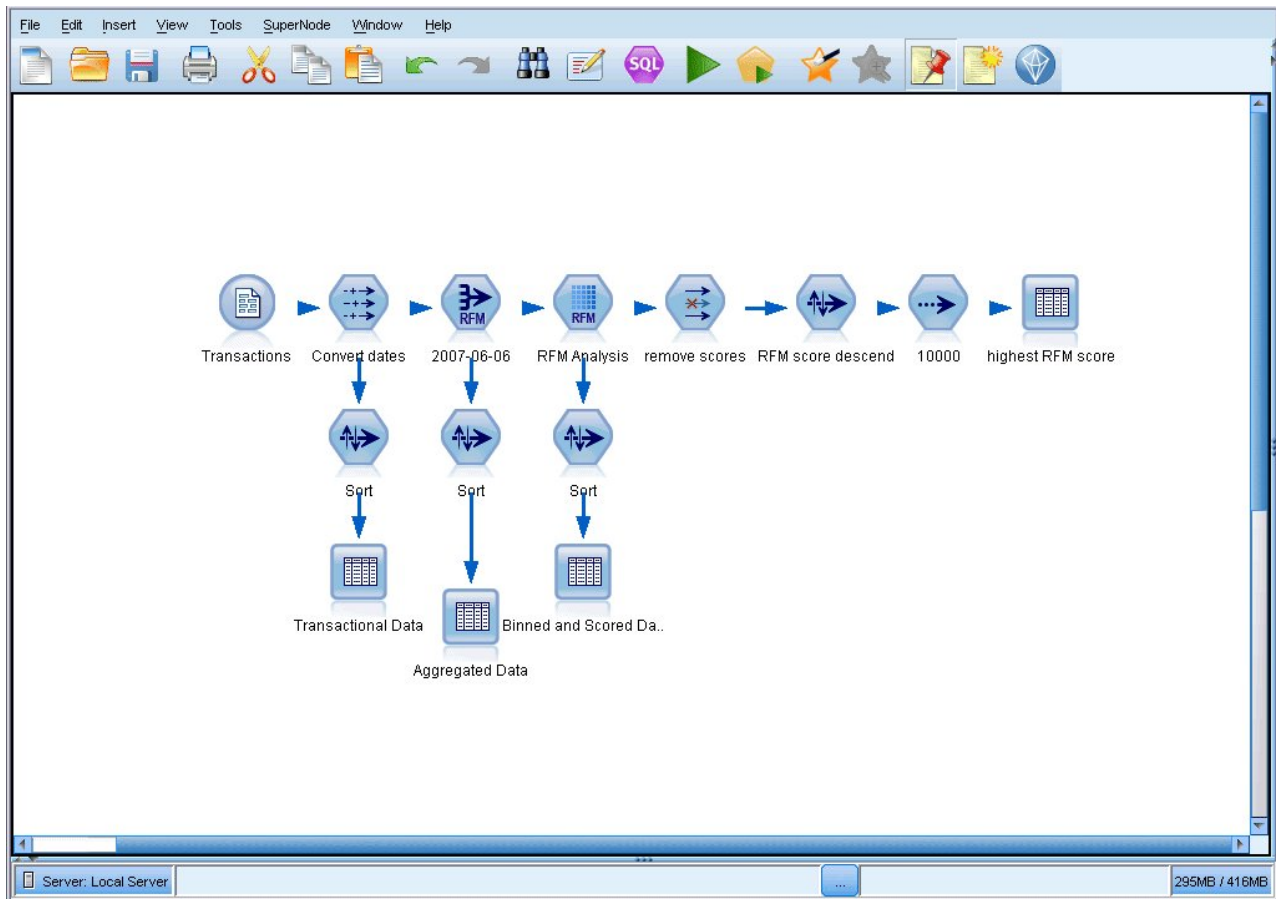 File Edit Insert View Tools SuperNode Window Help
SQL
RFM RFM
Transactions Convert dates 2007-06-06 RFM Analysis remove scores RFM score descend 10000 highest RFM score
Sort Sort Sort
Transactional Data Binned and Scored Da..
Aggregated Data
Server: Local Server ... 295MB / 416MB